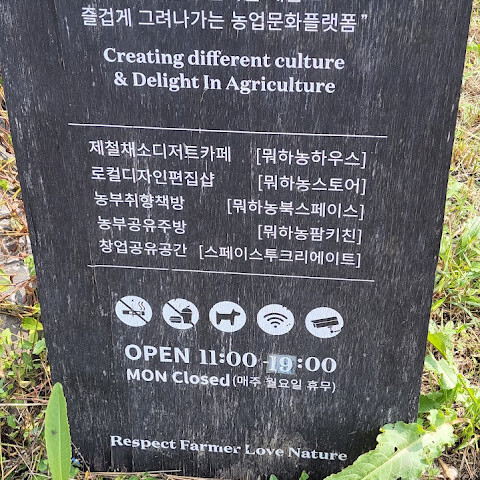 즐겁게 그려나가는 농업문화플랫폼"
Creating different culture
& Delight In Agriculture
제철채소디저트카페 [뭐하농하우스]
로컬디자인편집샵 [뭐하농스토어]
농부취향책방 [뭐하농북스페이스]
농부공유주방 [뭐하농팜키친]
창업공유공간 [스페이스투크리에이트]
OPEN 11:00 - 19:00
MON Closed (매주 월요일 휴무)
Respect Farmer Love Nature